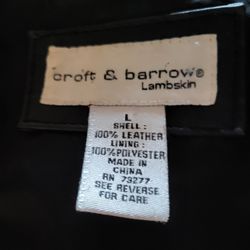 croft & barrow®
Lambskin
L
SHELL:
100% LEATHER
LINING:
100%POLYESTER
MADE IN
CHINA
RN 73277
SEE REVERSE
FOR CARE